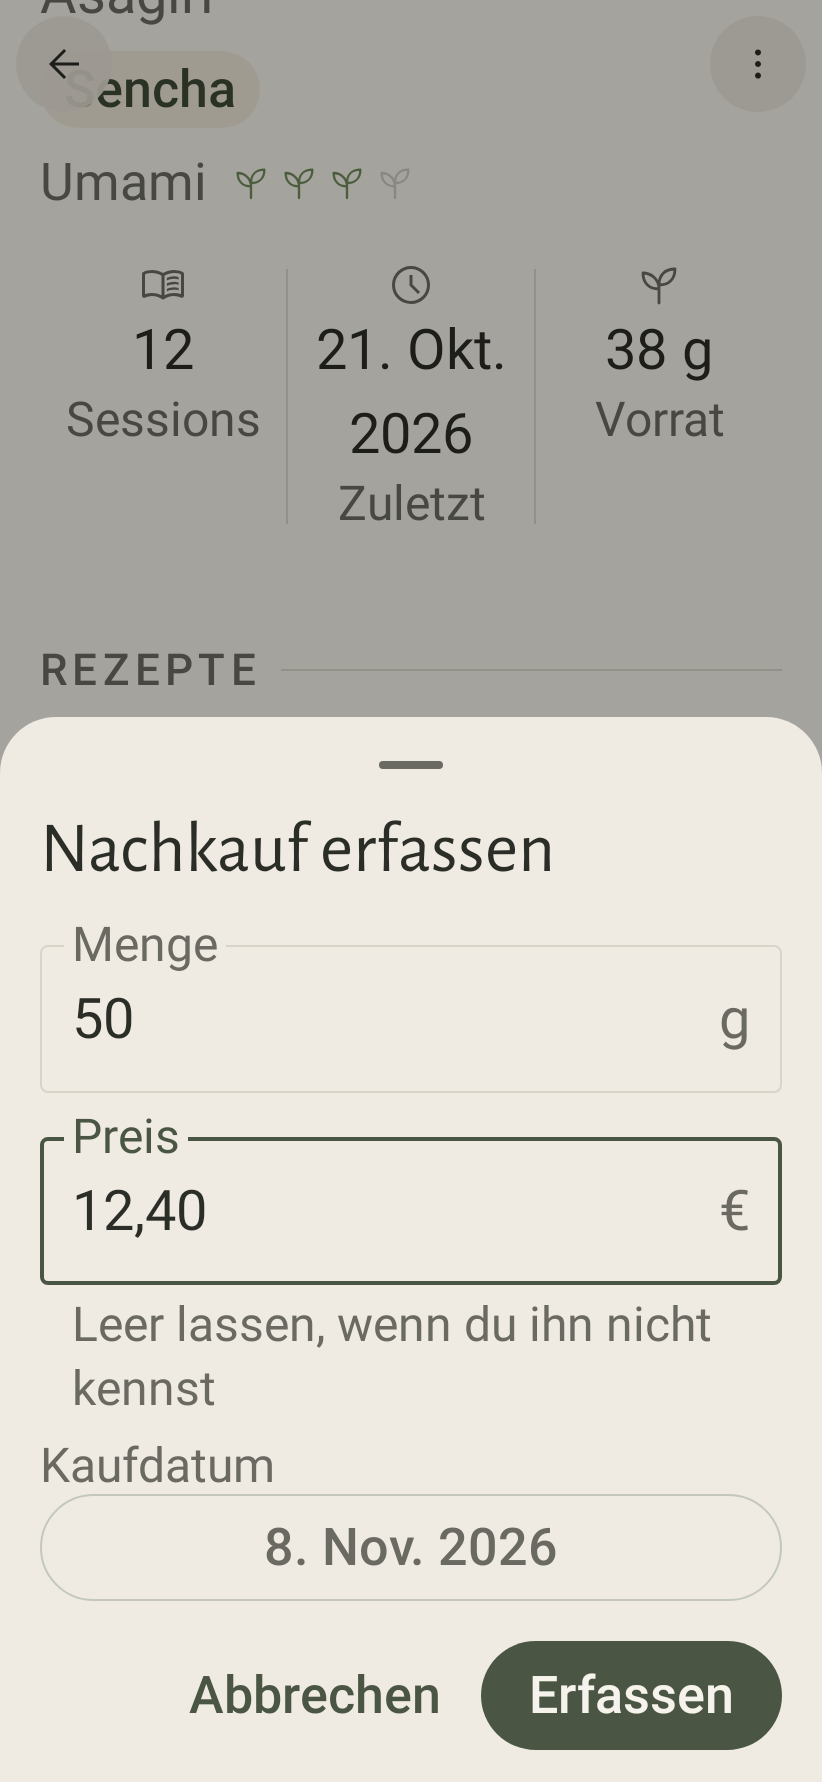 Asagiri
Sencha
Umami
12
Sessions
21. Okt.
2026
Zuletzt
38 g
Vorrat
REZEPTE
Nachkauf erfassen
Menge
50 g
Preis
12,40 €
Leer lassen, wenn du ihn nicht
kennst
Kaufdatum
8. Nov. 2026
Abbrechen
Erfassen